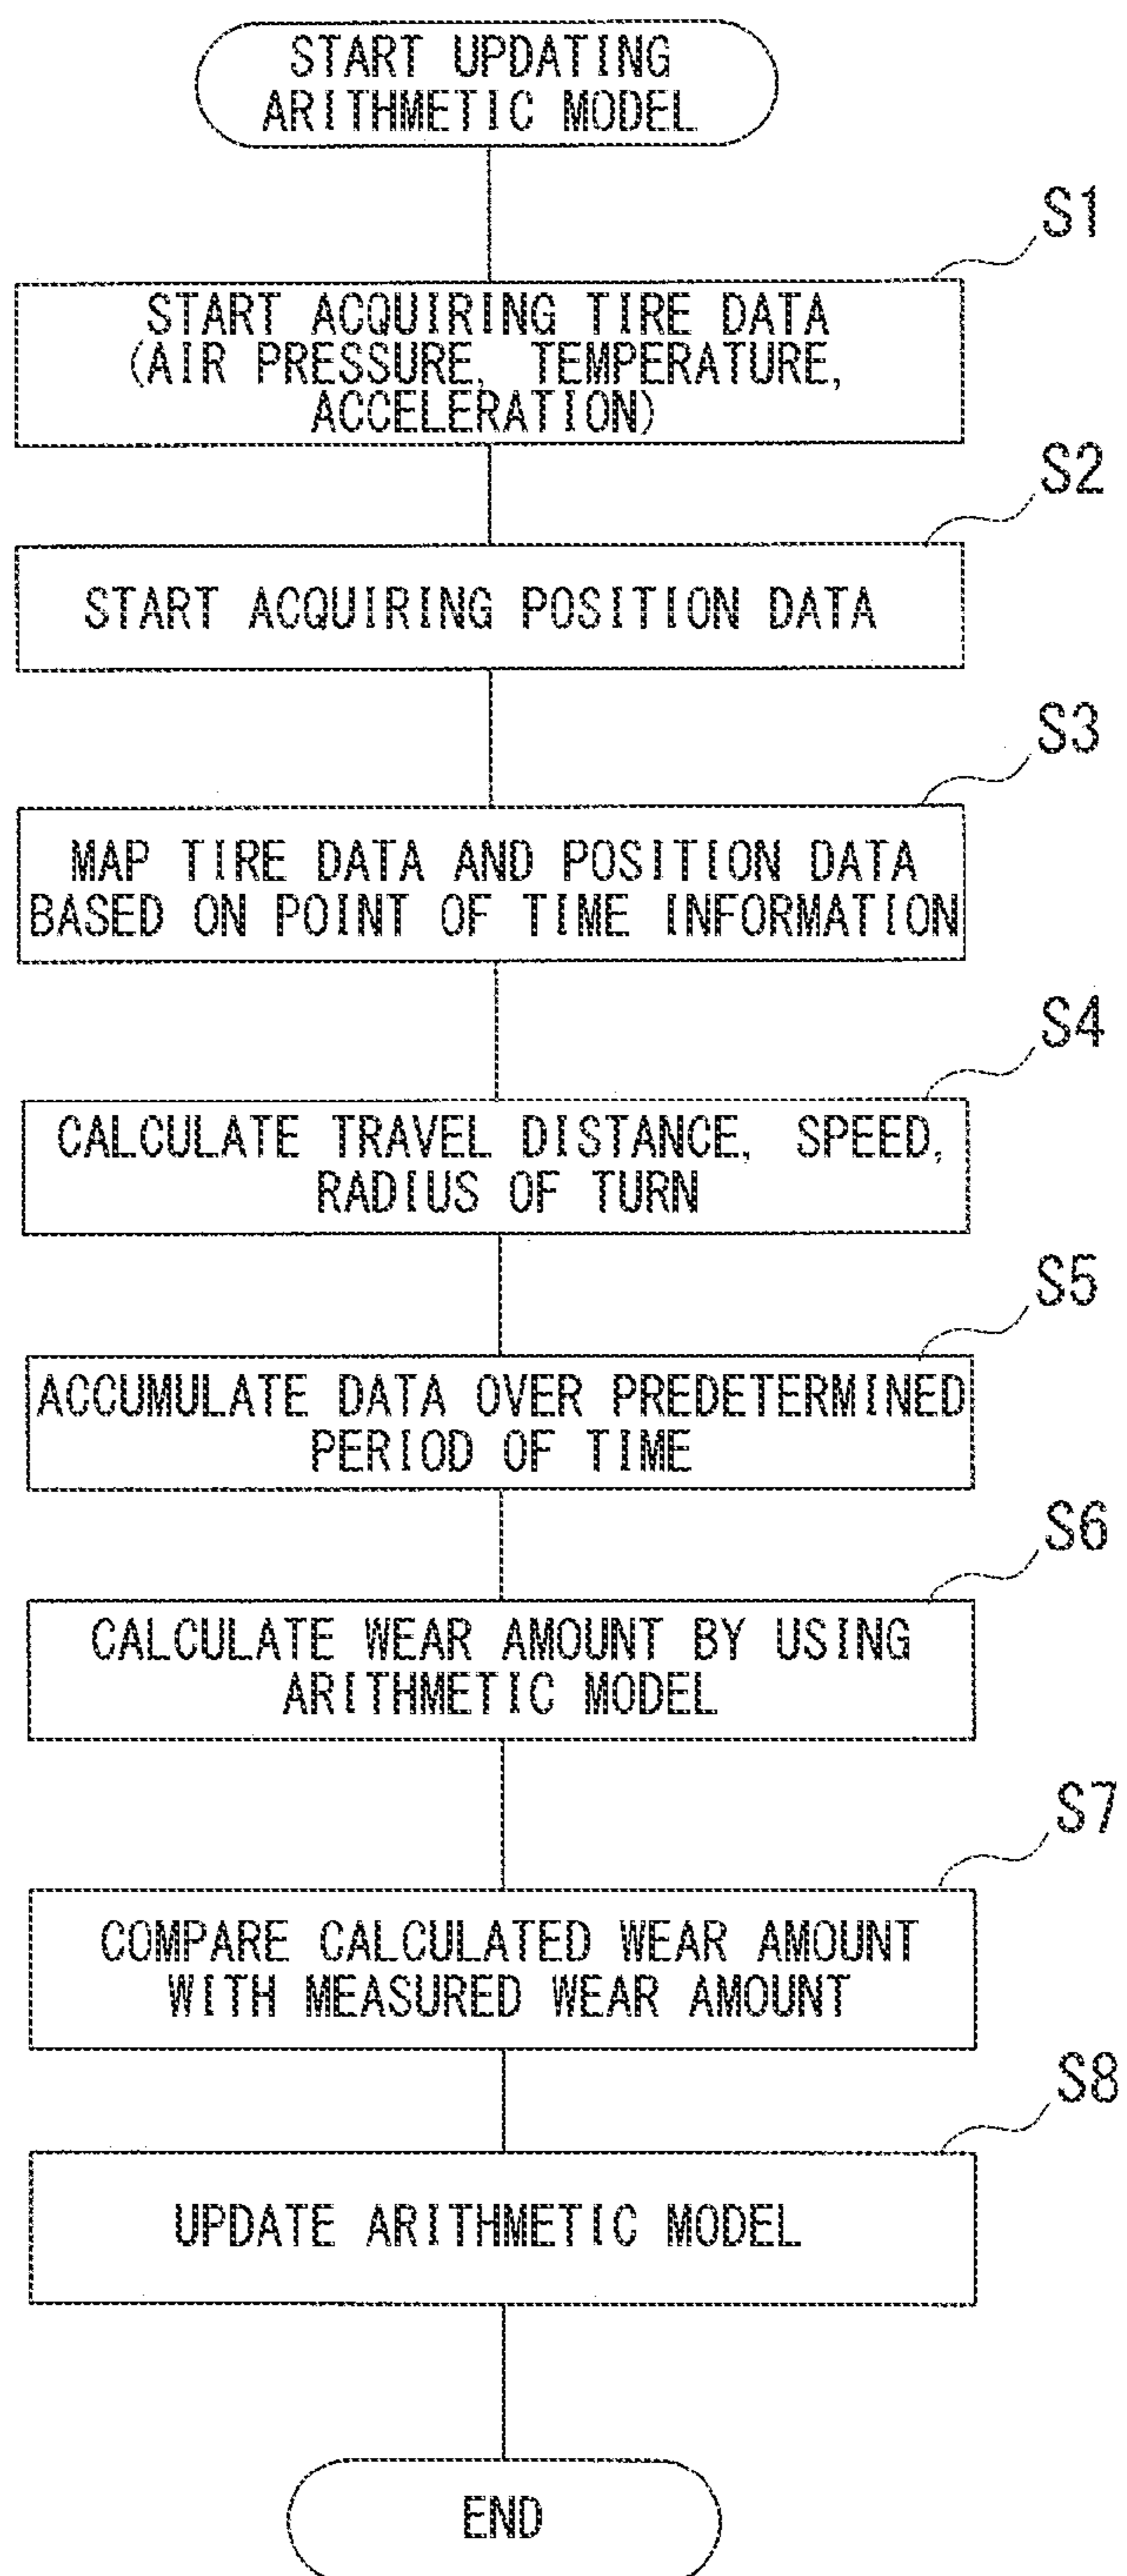 START UPDATING
ARITHMETIC MODEL
S1
START ACQUIRING TIRE DATA
(AIR PRESSURE, TEMPERATURE,
ACCELERATION)
S2
START ACQUIRING POSITION DATA
S3
MAP TIRE DATA AND POSITION DATA
BASED ON POINT OF TIME INFORMATION
S4
CALCULATE TRAVEL DISTANCE, SPEED,
RADIUS OF TURN
S5
ACCUMULATE DATA OVER PREDETERMINED
PERIOD OF TIME
S6
CALCULATE WEAR AMOUNT BY USING
ARITHMETIC MODEL
S7
COMPARE CALCULATED WEAR AMOUNT
WITH MEASURED WEAR AMOUNT
S8
UPDATE ARITHMETIC MODEL
END